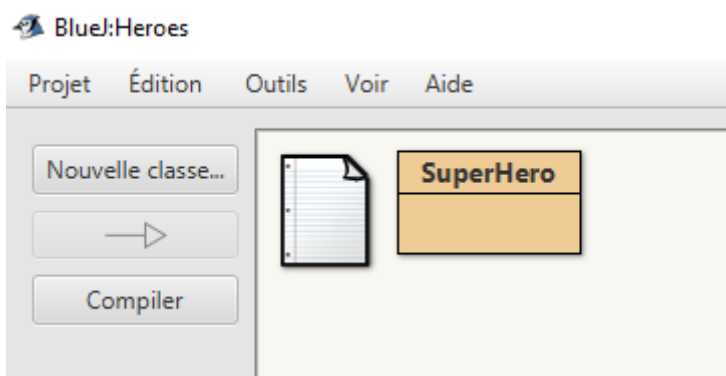 BlueJ:Heroes
Projet Édition Outils Voir Aide
Nouvelle classe...
SuperHero
Compiler